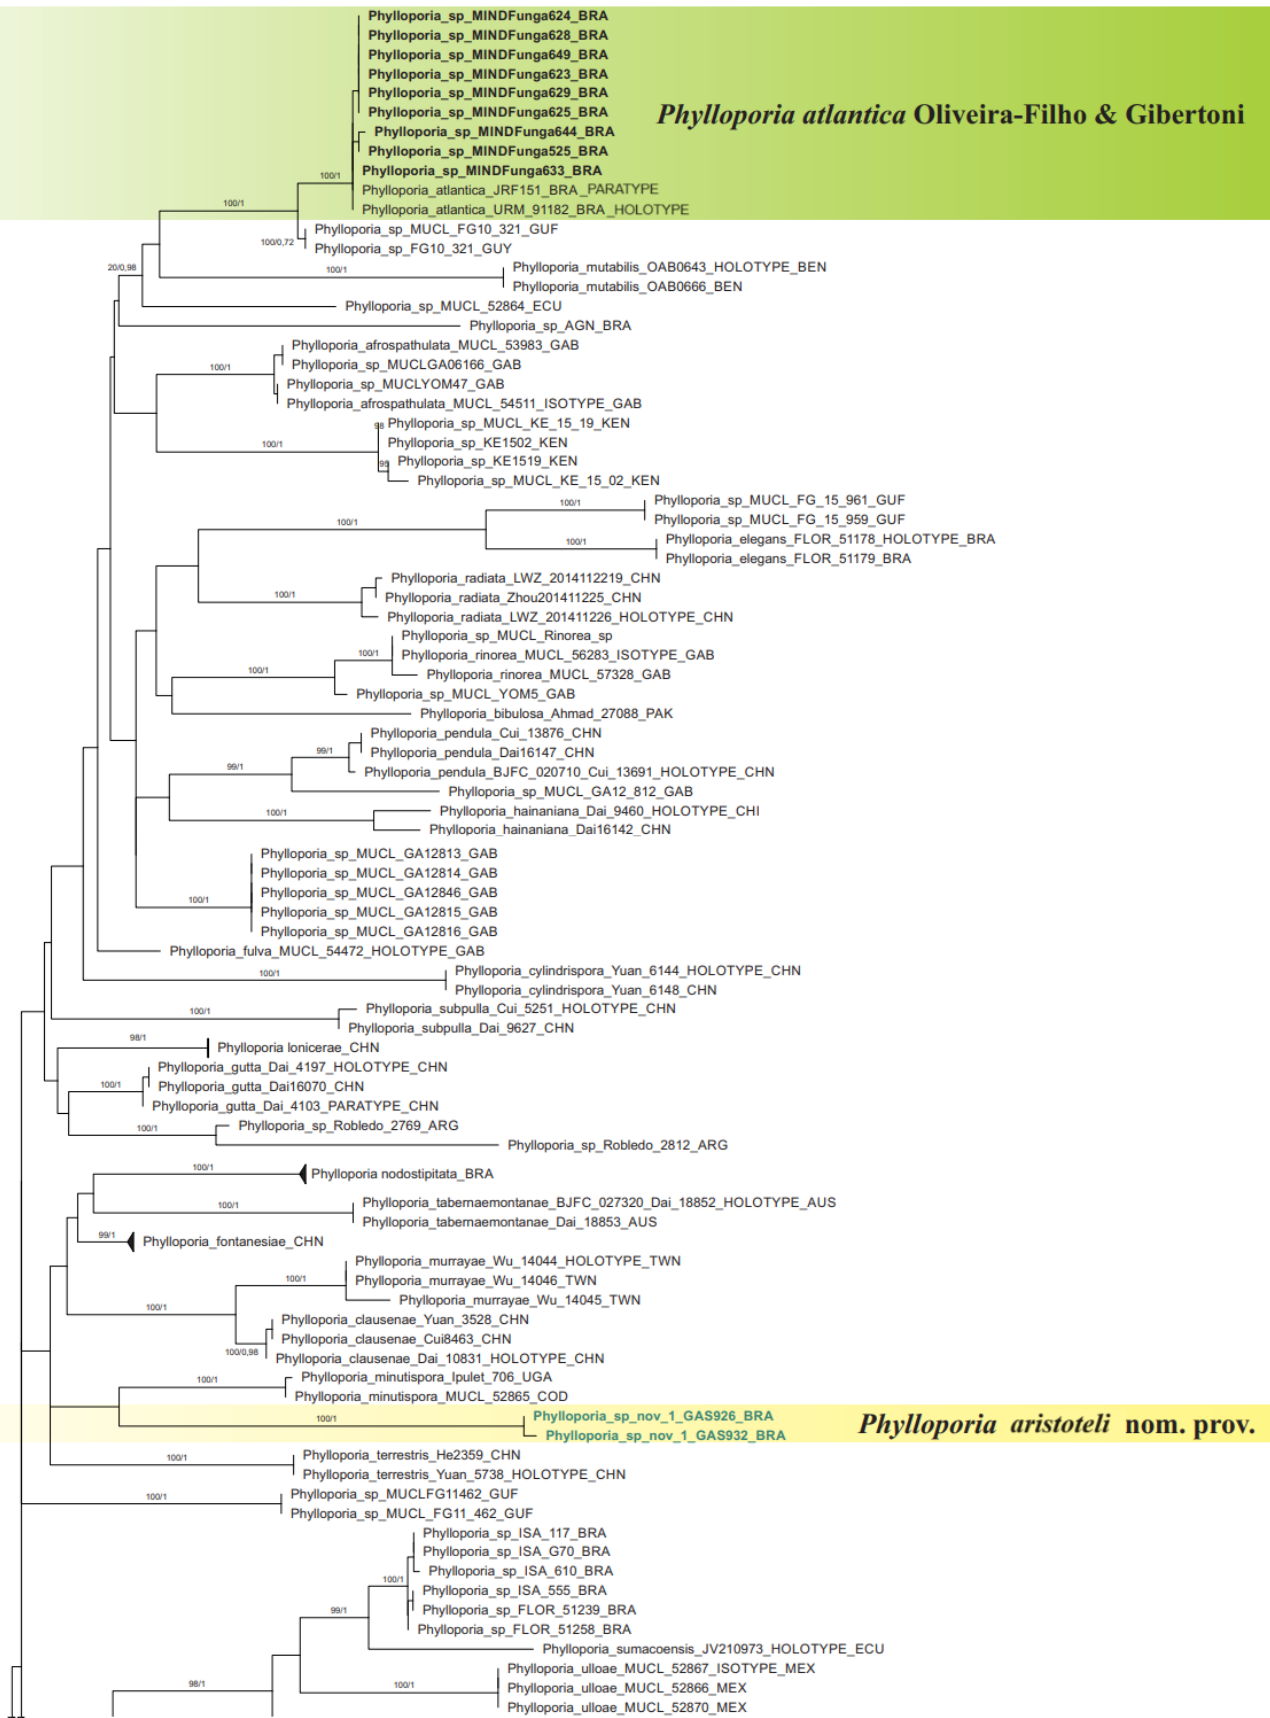 Phylloporia_sp_MINDFunga624_BRA
Phylloporia_sp_MINDFunga628_BRA
Phylloporia_sp_MINDFunga649_BRA
Phylloporia_sp_MINDFunga623_BRA
Phylloporia_sp_MINDFunga629_BRA
Phylloporia_sp_MINDFunga625_BRA
Phylloporia atlantica Oliveira-Filho & Gibertoni
Phylloporia_sp_MINDFunga644_BRA
Phylloporia_sp_MINDFunga525_BRA
Phylloporia_sp_MINDFunga633_BRA
100/1
Phylloporia_atlantica_JRF151_BRA_PARATYPE
100/1
Phylloporia_atlantica_URM_91182_BRA_HOLOTYPE
Phylloporia_sp_MUCL_FG10_321_GUF
100/0,72
Phylloporia_sp_FG10_321_GUY
20/0,98
100/1
Phylloporia_mutabilis_OAB0643_HOLOTYPE_BEN
Phylloporia_mutabilis_OAB0666_BEN
Phylloporia_sp_MUCL_52864_ECU
Phylloporia_sp_AGN_BRA
Phylloporia_afrospathulata_MUCL_53983_GAB
100/1
Phylloporia_sp_MUCLGA06166_GAB
Phylloporia_sp_MUCLYOM47_GAB
Phylloporia_afrospathulata_MUCL_54511_ISOTYPE_GAB
98
Phylloporia_sp_MUCL_KE_15_19_KEN
100/1
Phylloporia_sp_KE1502_KEN
95
Phylloporia_sp_KE1519_KEN
Phylloporia_sp_MUCL_KE_15_02_KEN
100/1
Phylloporia_sp_MUCL_FG_15_961_GUF
100/1
Phylloporia_sp_MUCL_FG_15_959_GUF
100/1
Phylloporia_elegans_FLOR_51178_HOLOTYPE_BRA
Phylloporia_elegans_FLOR_51179_BRA
Phylloporia_radiata_LWZ_2014112219_CHN
100/1
Phylloporia_radiata_Zhou201411225_CHN
Phylloporia_radiata_LWZ_201411226_HOLOTYPE_CHN
Phylloporia_sp_MUCL_Rinorea_sp
100/1
Phylloporia_rinorea_MUCL_56283_ISOTYPE_GAB
100/1
Phylloporia_rinorea_MUCL_57328_GAB
Phylloporia_sp_MUCL_YOM5_GAB
Phylloporia_bibulosa_Ahmad_27088_PAK
Phylloporia_pendula_Cui_13876_CHN
99/1
Phylloporia_pendula_Dai16147_CHN
99/1
Phylloporia_pendula_BJFC_020710_Cui_13691_HOLOTYPE_CHN
Phylloporia_sp_MUCL_GA12_812_GAB
100/1
Phylloporia_hainaniana_Dai_9460_HOLOTYPE_CHI
Phylloporia_hainaniana_Dai16142_CHN
Phylloporia_sp_MUCL_GA12813_GAB
Phylloporia_sp_MUCL_GA12814_GAB
Phylloporia_sp_MUCL_GA12846_GAB
100/1
Phylloporia_sp_MUCL_GA12815_GAB
Phylloporia_sp_MUCL_GA12816_GAB
Phylloporia_fulva_MUCL_54472_HOLOTYPE_GAB
100/1
Phylloporia_cylindrispora_Yuan_6144_HOLOTYPE_CHN
Phylloporia_cylindrispora_Yuan_6148_CHN
100/1
Phylloporia_subpulla_Cui_5251_HOLOTYPE_CHN
Phylloporia_subpulla_Dai_9627_CHN
98/1
Phylloporia lonicerae_CHN
Phylloporia_gutta_Dai_4197_HOLOTYPE_CHN
100/1
Phylloporia_gutta_Dai16070_CHN
Phylloporia_gutta_Dai_4103_PARATYPE_CHN
100/1
Phylloporia_sp_Robledo_2769_ARG
Phylloporia_sp_Robledo_2812_ARG
100/1
Phylloporia nodostipitata_BRA
100/1
Phylloporia_tabernaemontanae_BJFC_027320_Dai_18852_HOLOTYPE_AUS
Phylloporia_tabernaemontanae_Dai_18853_AUS
99/1
Phylloporia_fontanesiae_CHN
Phylloporia_murrayae_Wu_14044_HOLOTYPE_TWN
100/1
Phylloporia_murrayae_Wu_14046_TWN
Phylloporia_murrayae_Wu_14045_TWN
100/1
Phylloporia_clausenae_Yuan_3528_CHN
Phylloporia_clausenae_Cui8463_CHN
100/0,98
Phylloporia_clausenae_Dai_10831_HOLOTYPE_CHN
100/1
Phylloporia_minutispora_Ipulet_706_UGA
Phylloporia_minutispora_MUCL_52865_COD
100/1
Phylloporia_sp_nov_1_GAS926_BRA
Phylloporia aristoteli nom. prov.
Phylloporia_sp_nov_1_GAS932_BRA
100/1
Phylloporia_terrestris_He2359_CHN
Phylloporia_terrestris_Yuan_5738_HOLOTYPE_CHN
100/1
Phylloporia_sp_MUCLFG11462_GUF
Phylloporia_sp_MUCL_FG11_462_GUF
Phylloporia_sp_ISA_117_BRA
Phylloporia_sp_ISA_G70_BRA
100/1
Phylloporia_sp_ISA_610_BRA
Phylloporia_sp_ISA_555_BRA
99/1
Phylloporia_sp_FLOR_51239_BRA
Phylloporia_sp_FLOR_51258_BRA
Phylloporia_sumacoensis_JV210973_HOLOTYPE_ECU
Phylloporia_ulloae_MUCL_52867_ISOTYPE_MEX
98/1
100/1
Phylloporia_ulloae_MUCL_52866_MEX
Phylloporia_ulloae_MUCL_52870_MEX